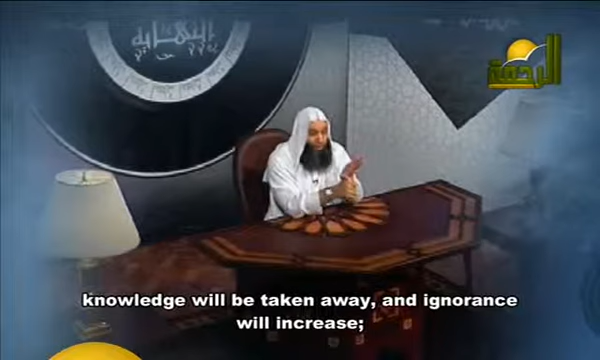 النهاية
الرحمة
knowledge will be taken away, and ignorance
will increase;